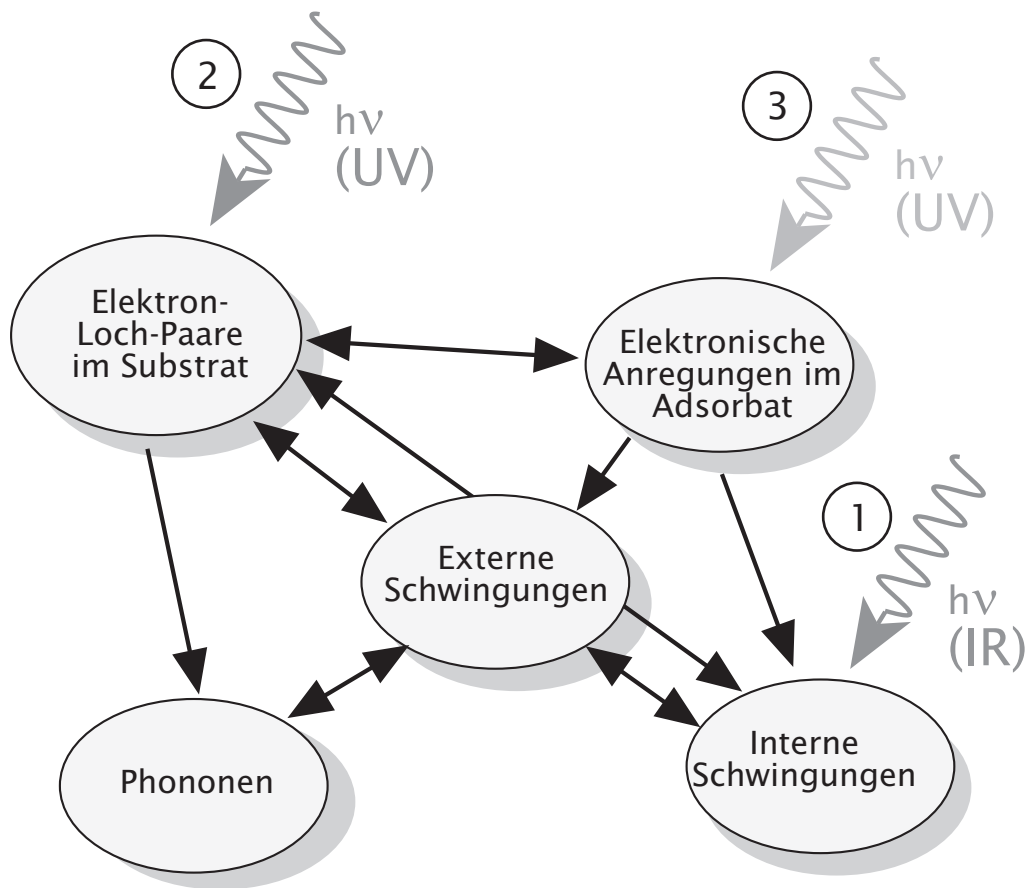 2
hν
(UV)
3
hν
(UV)
Elektron-
Loch-Paare
im Substrat
Elektronische
Anregungen im
Adsorbat
1
hν
(IR)
Externe
Schwingungen
Phononen
Interne
Schwingungen